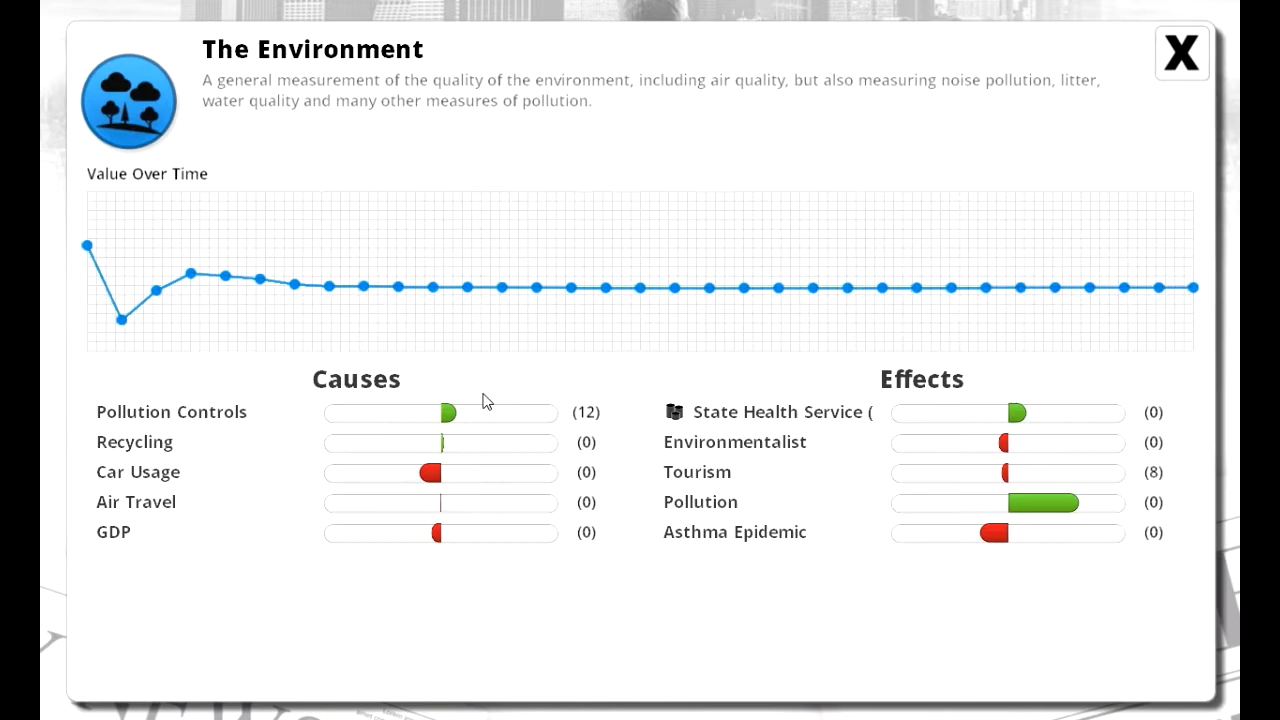 The Environment
X
A general measurement of the quality of the environment, including air quality, but also measuring noise pollution, litter,
water quality and many other measures of pollution.
Value Over Time
Causes
Effects
Pollution Controls (12)
State Health Service ( (0)
Recycling (0)
Environmentalist (0)
Car Usage (0)
Tourism (8)
Air Travel (0)
Pollution (0)
GDP (0)
Asthma Epidemic (0)